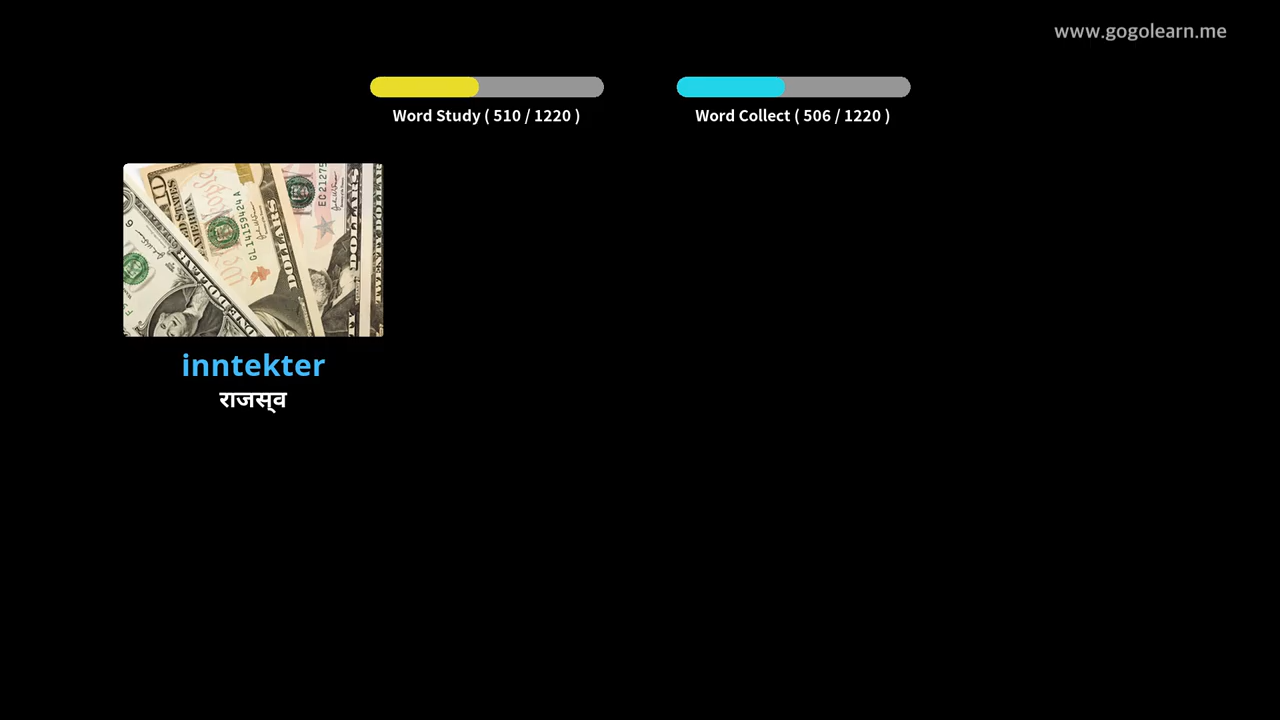 www.gogolearn.me
Word Study ( 510 / 1220 )
Word Collect ( 506 / 1220 )
inntekter
राजस्व